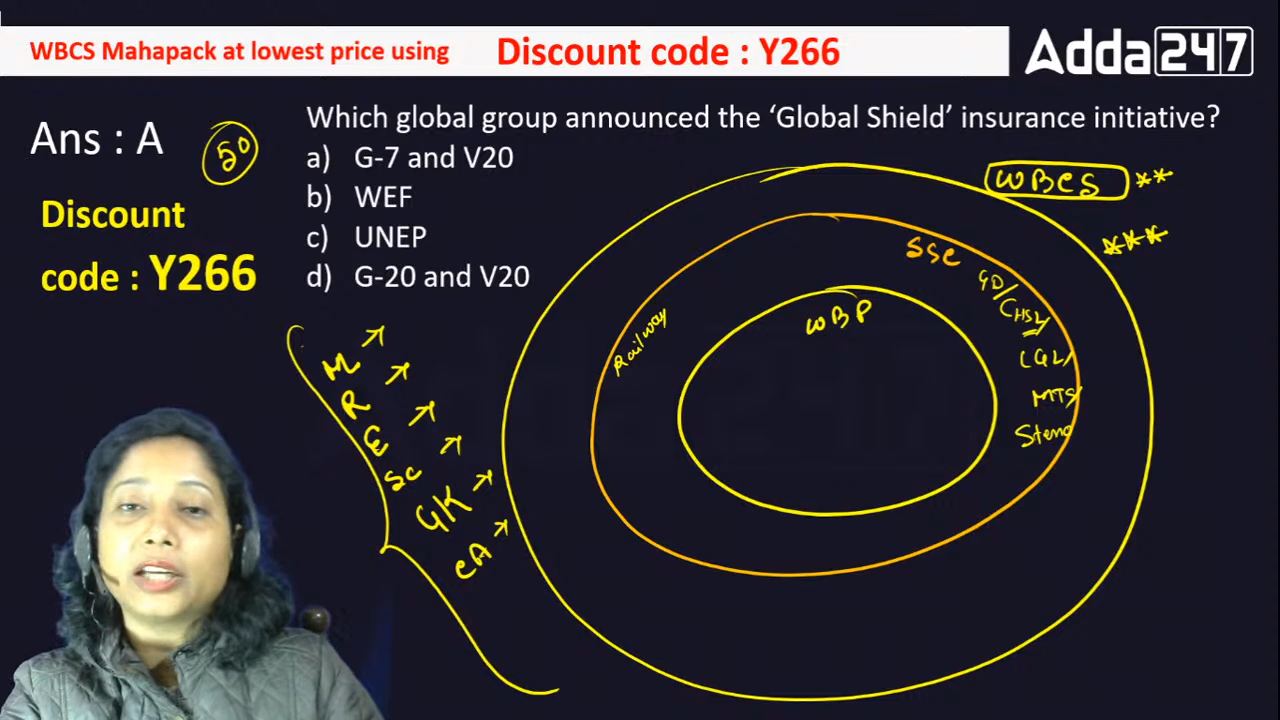 WBCS Mahapack at lowest price using Discount code : Y266
Adda247
Ans : A
50
Discount
code : Y266
Which global group announced the ‘Global Shield’ insurance initiative?
a) G-7 and V20
b) WEF
c) UNEP
d) G-20 and V20
WBCS **
***
SSC
GD/
CHSL
CGL/
MTS/
Steno
Railway
WBP
M
R
E
SC
GK
CA